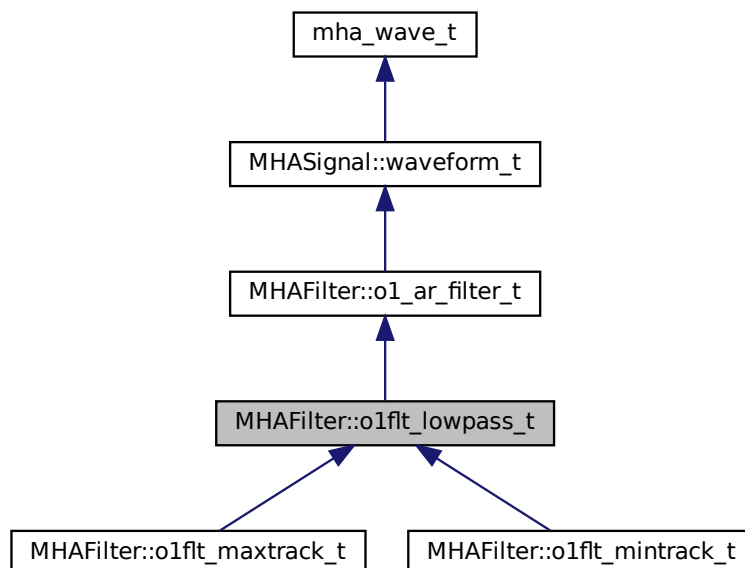 mha_wave_t
MHASignal::waveform_t
MHAFilter::o1_ar_filter_t
MHAFilter::o1flt_lowpass_t
MHAFilter::o1flt_maxtrack_t
MHAFilter::o1flt_mintrack_t